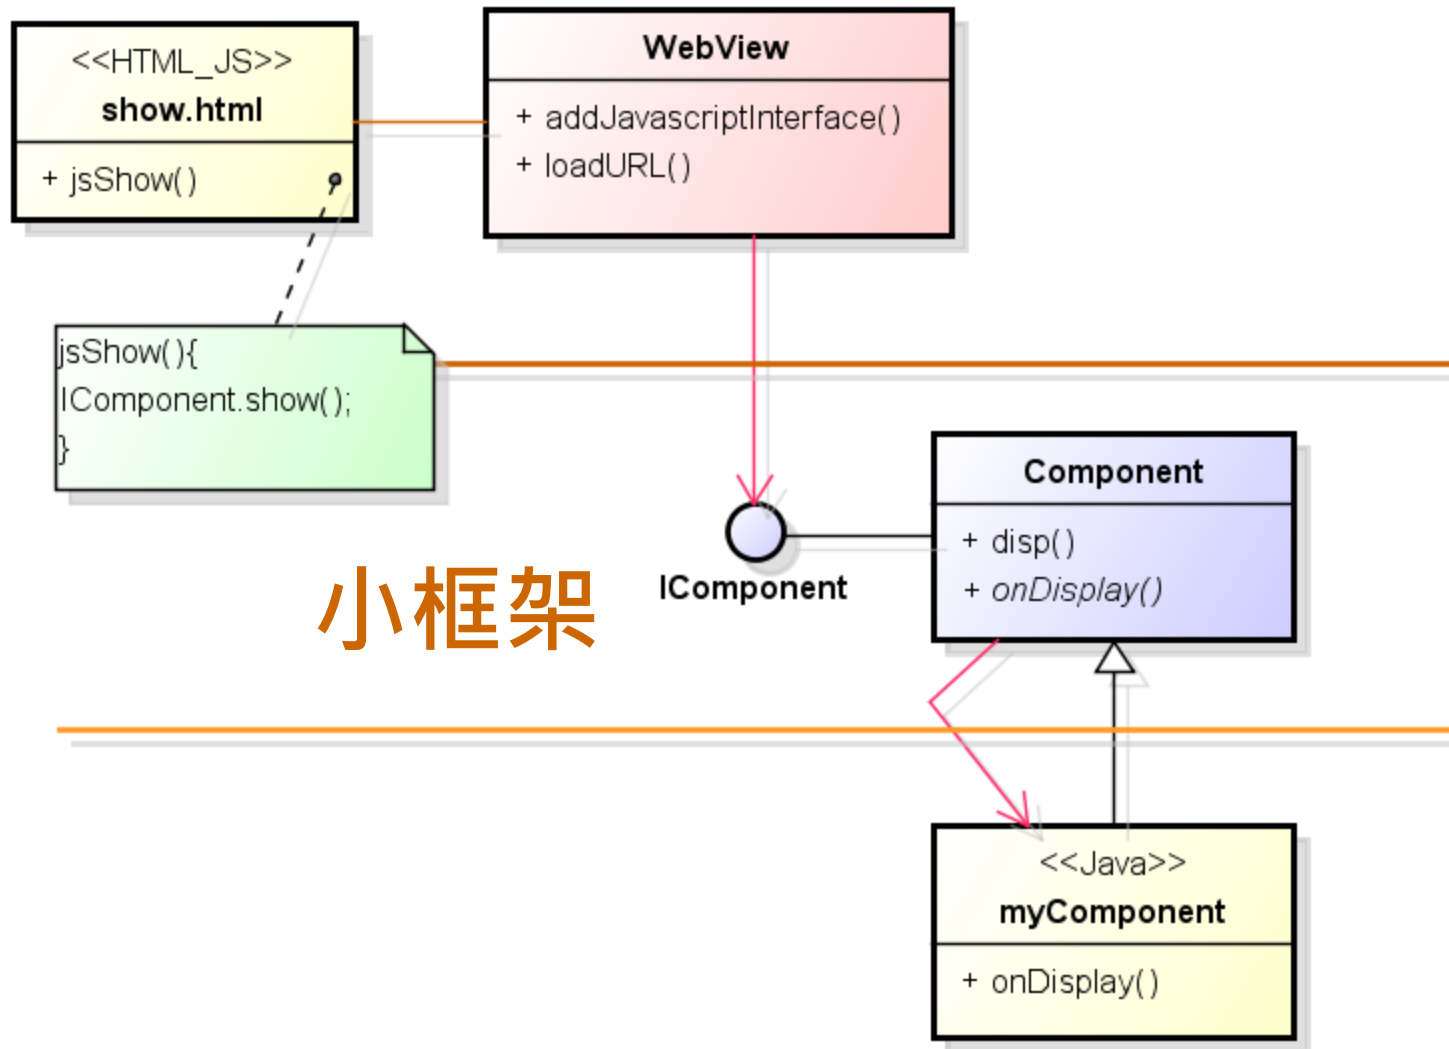 <<HTML_JS>>
show.html
+ jsShow()
WebView
+ addJavascriptInterface()
+ loadURL()
jsShow(){
IComponent.show();
}
Component
+ disp()
+ onDisplay()
IComponent
小框架
<<Java>>
myComponent
+ onDisplay()